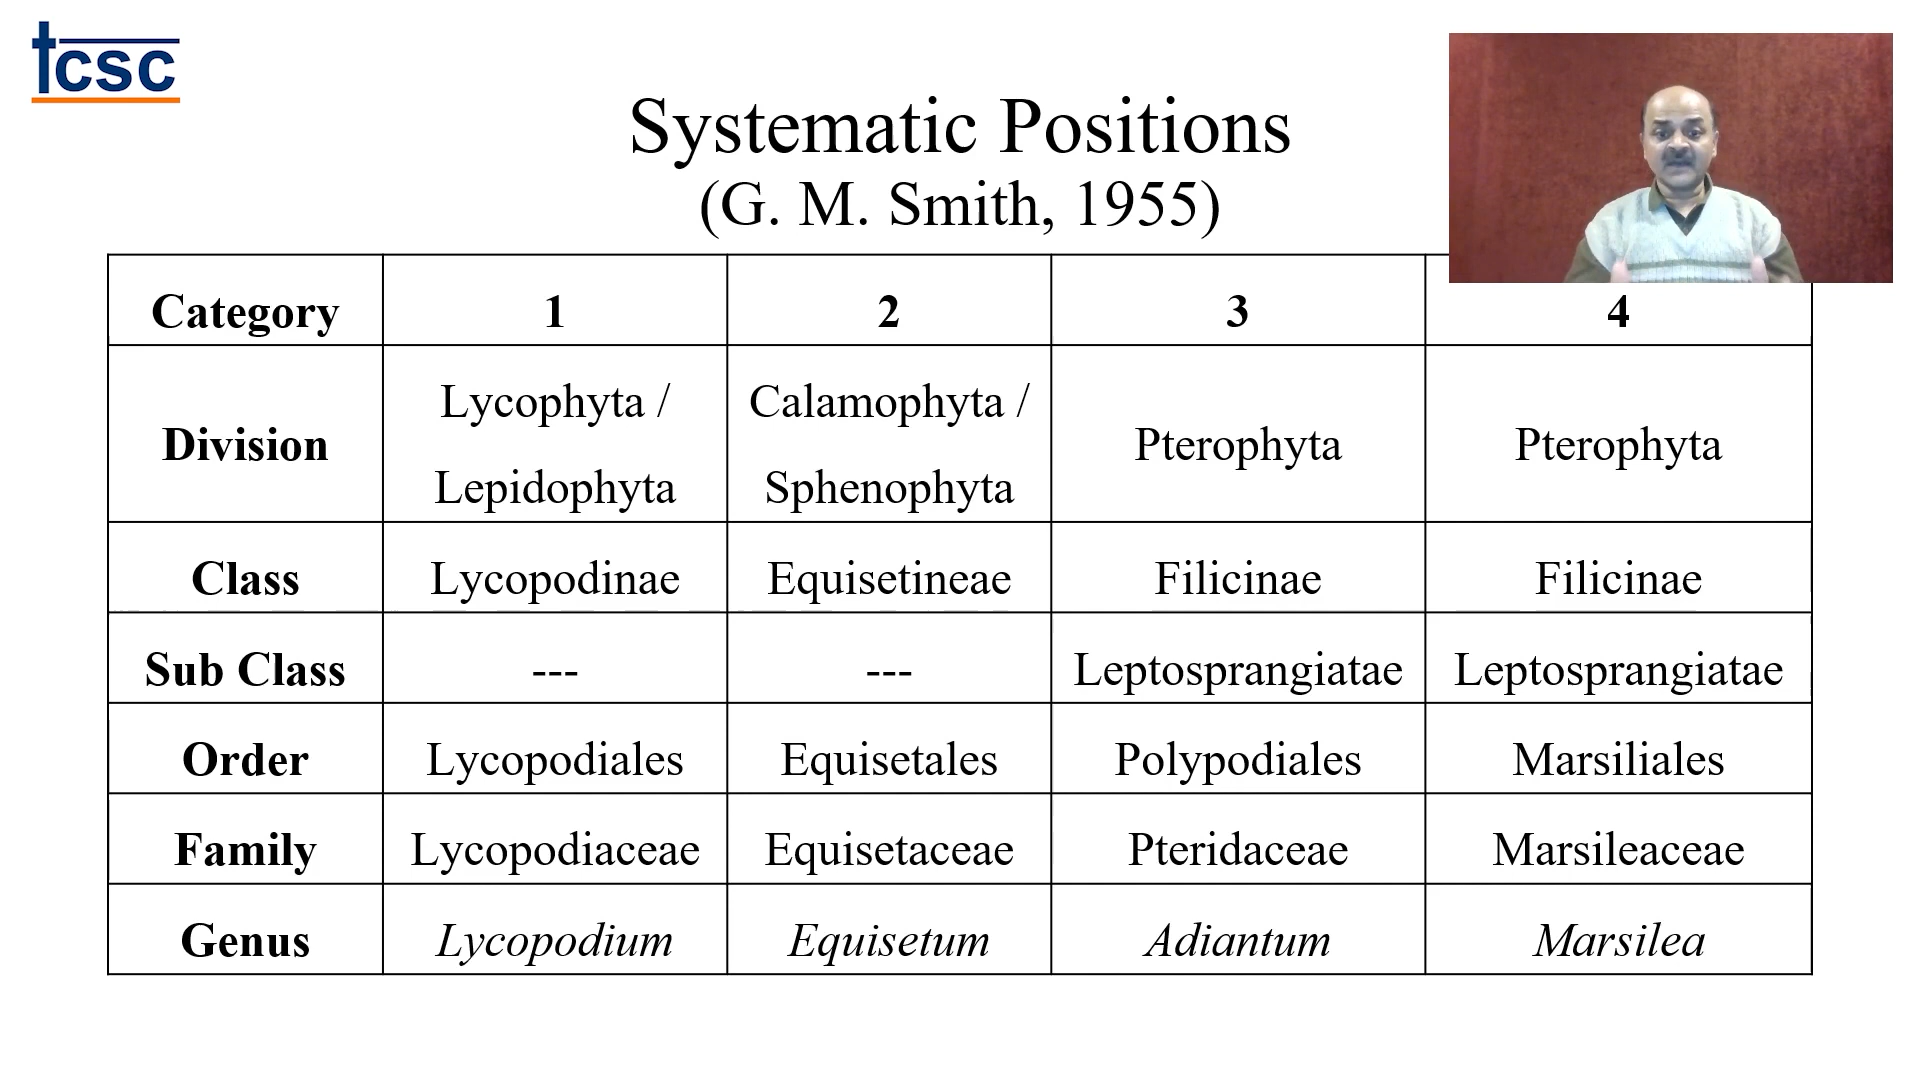 tcsc
Systematic Positions
(G. M. Smith, 1955)
Category 1 2 3 4
Division Lycophyta / Lepidophyta Calamophyta / Sphenophyta Pterophyta Pterophyta
Class Lycopodinae Equisetineae Filicinae Filicinae
Sub Class --- --- Leptosprangiatae Leptosprangiatae
Order Lycopodiales Equisetales Polypodiales Marsiliales
Family Lycopodiaceae Equisetaceae Pteridaceae Marsileaceae
Genus Lycopodium Equisetum Adiantum Marsilea